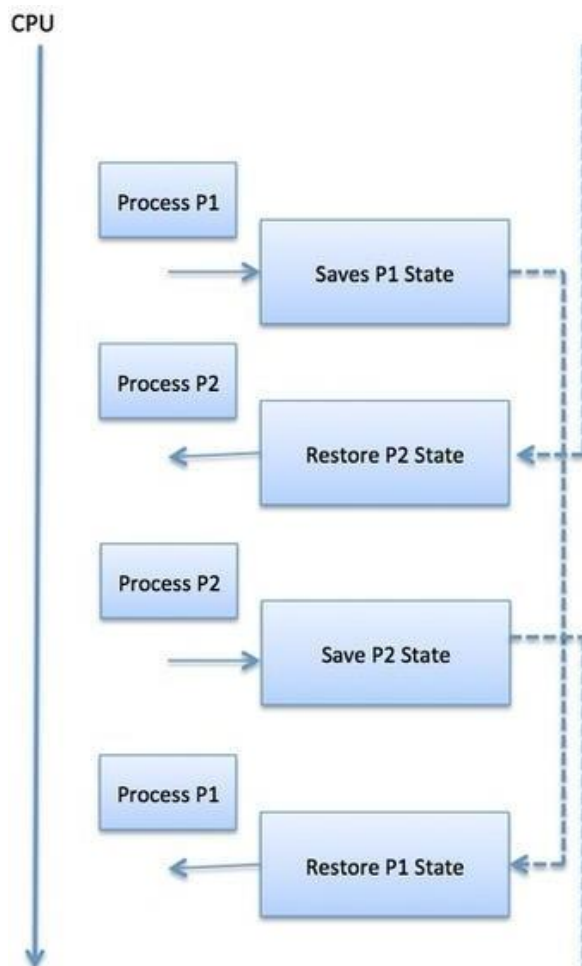 CPU
Process P1
Saves P1 State
Process P2
Restore P2 State
Process P2
Save P2 State
Process P1
Restore P1 State